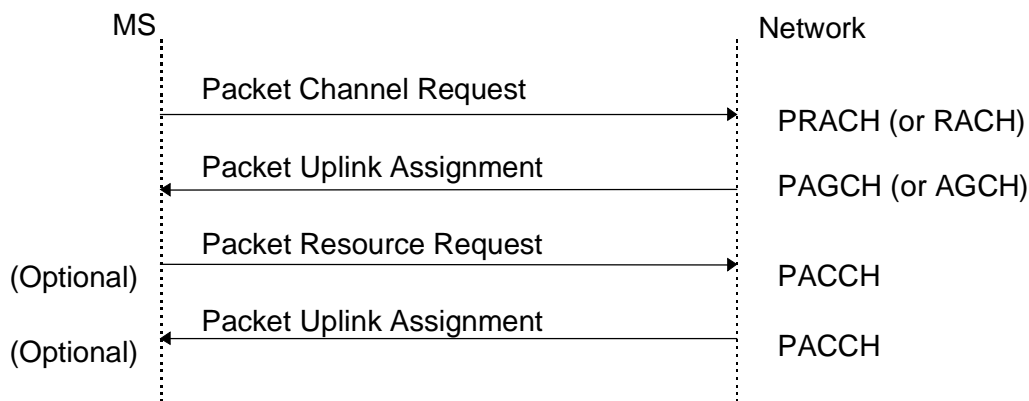 MS
Network
Packet Channel Request
PRACH (or RACH)
Packet Uplink Assignment
PAGCH (or AGCH)
Packet Resource Request
(Optional)
PACCH
Packet Uplink Assignment
(Optional)
PACCH